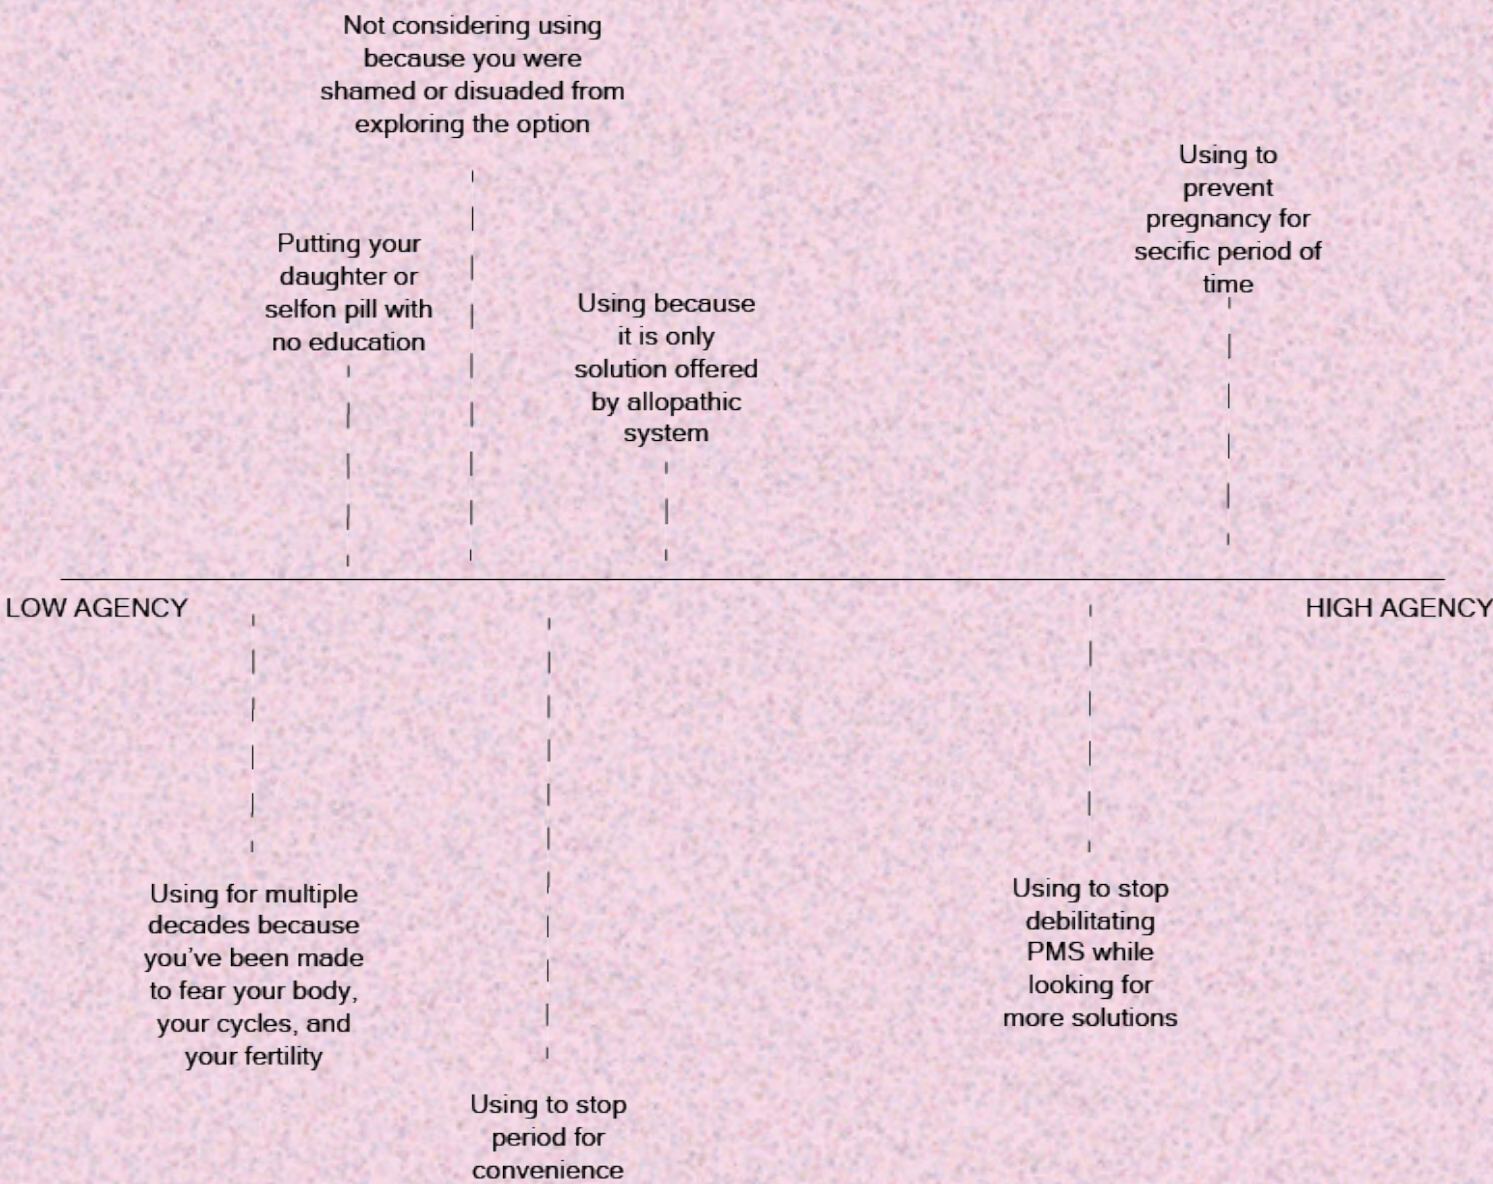 Not considering using
because you were
shamed or disuaded from
exploring the option
Using to
prevent
pregnancy for
secific period of
time
Putting your
daughter or
selfon pill with
no education
Using because
it is only
solution offered
by allopathic
system
LOW AGENCY
HIGH AGENCY
Using for multiple
decades because
you've been made
to fear your body,
your cycles, and
your fertility
Using to stop
debilitating
PMS while
looking for
more solutions
Using to stop
period for
convenience